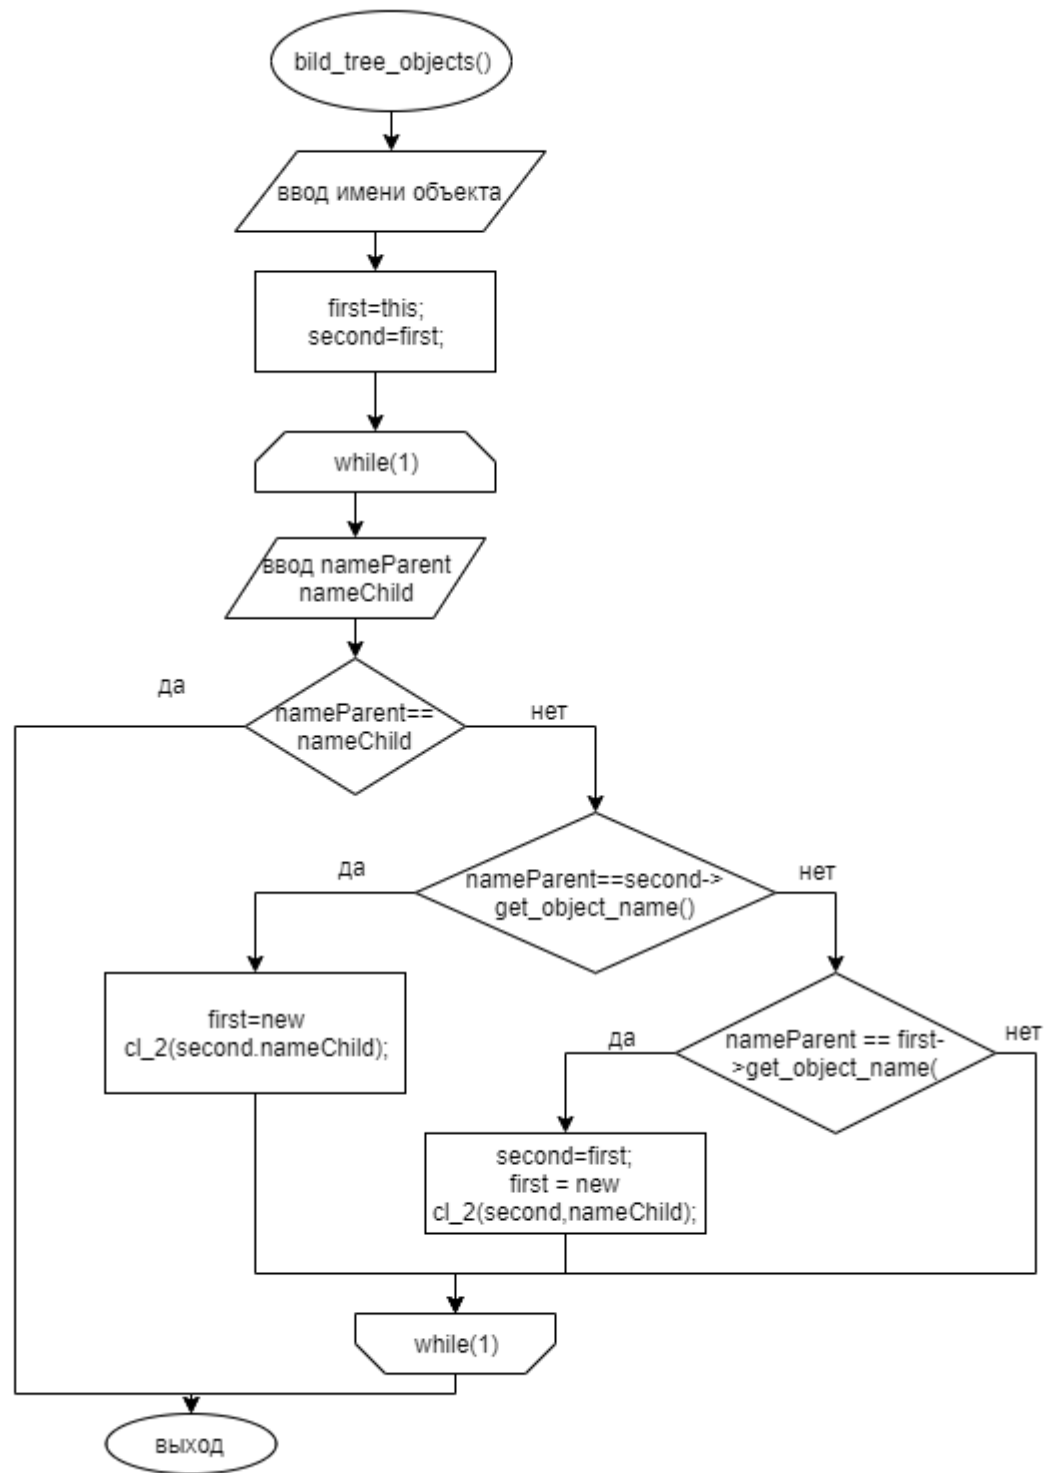 bild_tree_objects()
ввод имени объекта
first=this;
second=first;
while(1)
ввод nameParent
nameChild
да
nameParent==
nameChild
нет
да
nameParent==second->
get_object_name()
нет
first=new
cl_2(second.nameChild);
да
nameParent == first-
>get_object_name(
нет
second=first;
first = new
cl_2(second,nameChild);
while(1)
выход